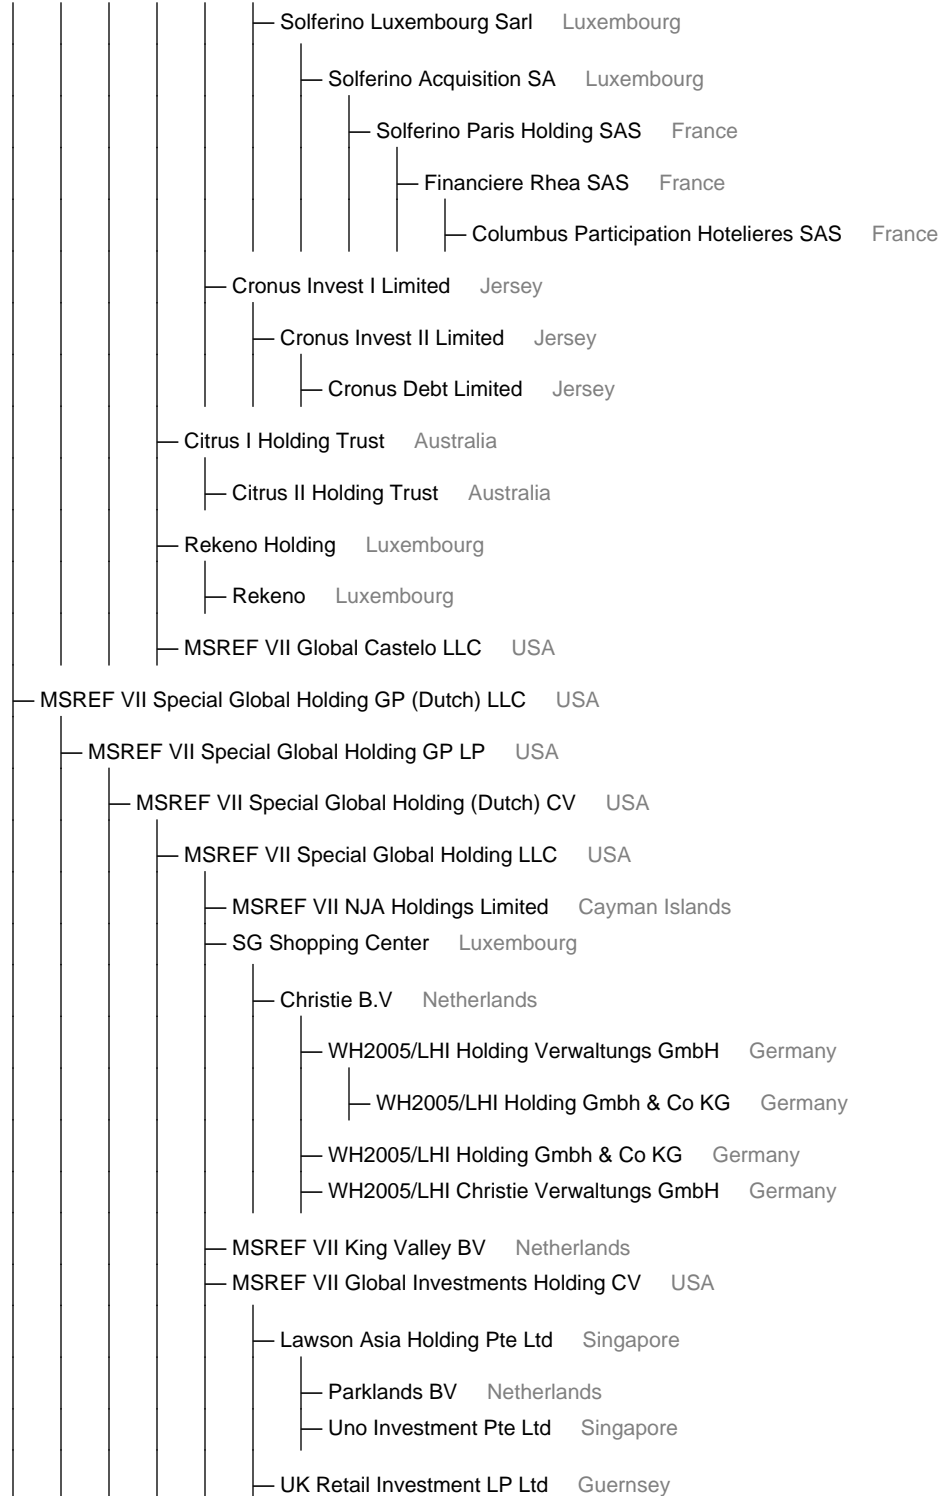 Solferino Luxembourg Sarl Luxembourg
Solferino Acquisition SA Luxembourg
Solferino Paris Holding SAS France
Financiere Rhea SAS France
Columbus Participation Hotelieres SAS France
Cronus Invest I Limited Jersey
Cronus Invest II Limited Jersey
Cronus Debt Limited Jersey
Citrus I Holding Trust Australia
Citrus II Holding Trust Australia
Rekeno Holding Luxembourg
Rekeno Luxembourg
MSREF VII Global Castelo LLC USA
MSREF VII Special Global Holding GP (Dutch) LLC USA
MSREF VII Special Global Holding GP LP USA
MSREF VII Special Global Holding (Dutch) CV USA
MSREF VII Special Global Holding LLC USA
MSREF VII NJA Holdings Limited Cayman Islands
SG Shopping Center Luxembourg
Christie B.V Netherlands
WH2005/LHI Holding Verwaltungs GmbH Germany
WH2005/LHI Holding Gmbh & Co KG Germany
WH2005/LHI Holding Gmbh & Co KG Germany
WH2005/LHI Christie Verwaltungs GmbH Germany
MSREF VII King Valley BV Netherlands
MSREF VII Global Investments Holding CV USA
Lawson Asia Holding Pte Ltd Singapore
Parklands BV Netherlands
Uno Investment Pte Ltd Singapore
UK Retail Investment LP Ltd Guernsey